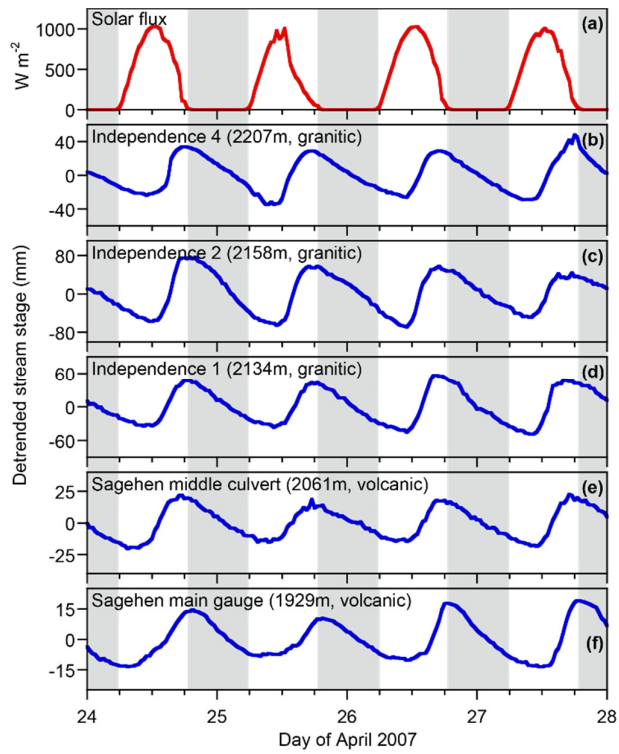 Solar flux (a)
W m-2
1000
500
0
Independence 4 (2207m, granitic) (b)
40
0
-40
Independence 2 (2158m, granitic) (c)
80
0
-80
Detrended stream stage (mm)
Independence 1 (2134m, granitic) (d)
60
0
-60
Sagehen middle culvert (2061m, volcanic) (e)
25
0
-25
Sagehen main gauge (1929m, volcanic)
(f)
15
0
-15
24 25 26 27 28
Day of April 2007